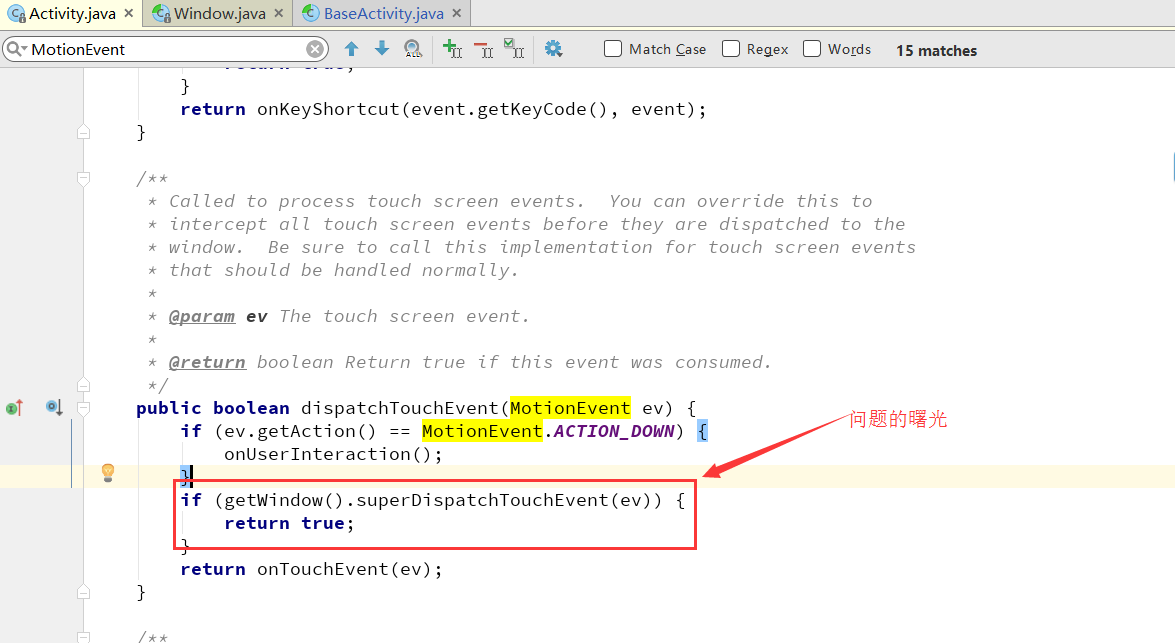 Activity.java
Window.java
BaseActivity.java
MotionEvent
Match Case
Regex
Words
15 matches
}
return onKeyShortcut(event.getKeyCode(), event);
}
/**
* Called to process touch screen events.  You can override this to
* intercept all touch screen events before they are dispatched to the
* window.  Be sure to call this implementation for touch screen events
* that should be handled normally.
*
* @param ev The touch screen event.
*
* @return boolean Return true if this event was consumed.
*/
public boolean dispatchTouchEvent(MotionEvent ev) {
if (ev.getAction() == MotionEvent.ACTION_DOWN) {
onUserInteraction();
}
if (getWindow().superDispatchTouchEvent(ev)) {
return true;
}
return onTouchEvent(ev);
}
/**
问题的曙光